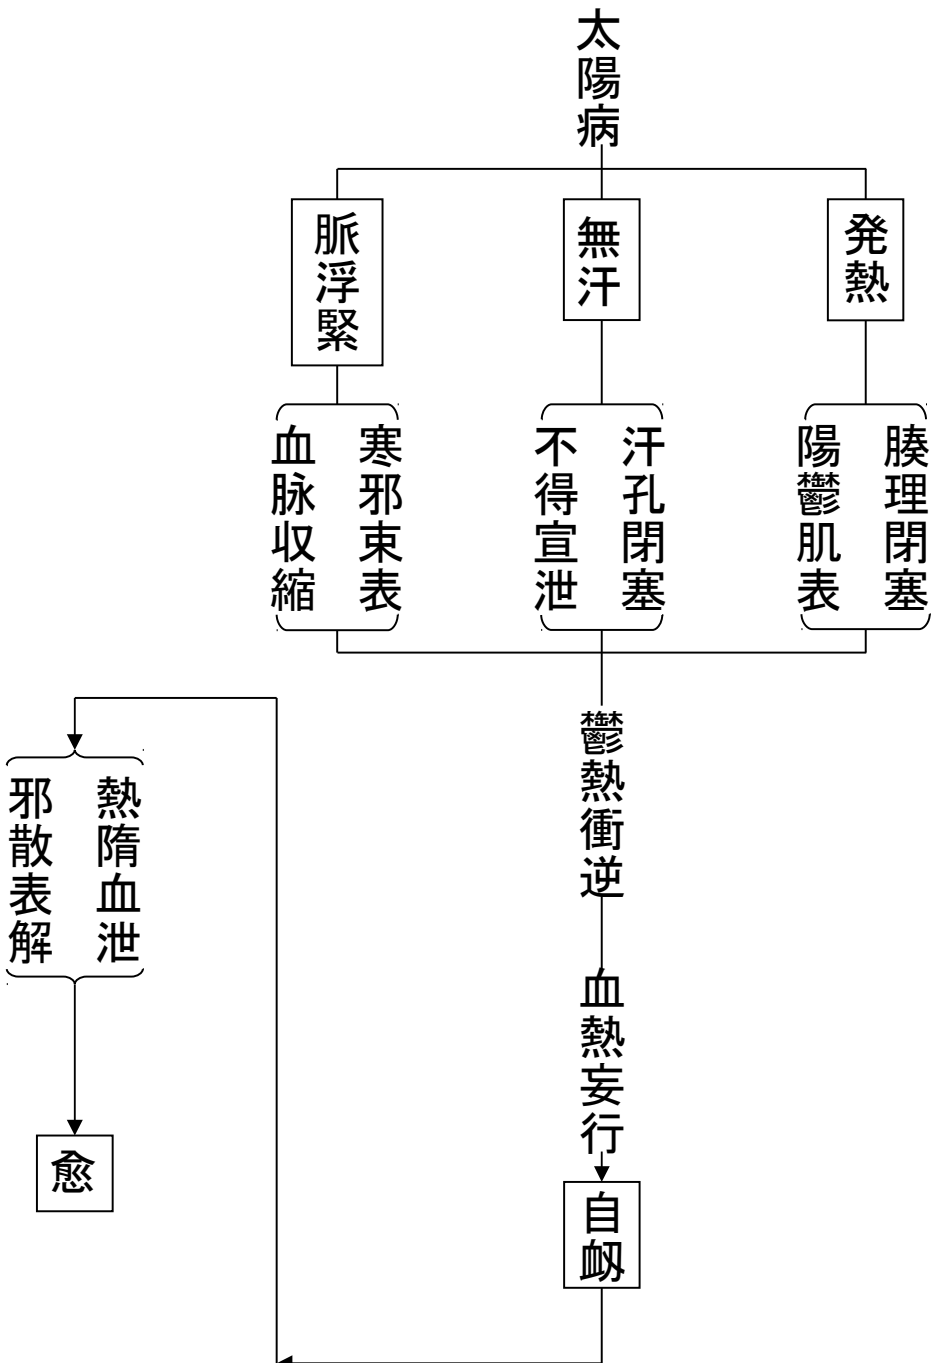 太陽病
発熱
無汗
脈浮緊
腠理閉塞
陽鬱肌表
汗孔閉塞
不得宣泄
寒邪束表
血脉収縮
鬱熱衝逆
血熱妄行
自衂
熱隋血泄
邪散表解
愈